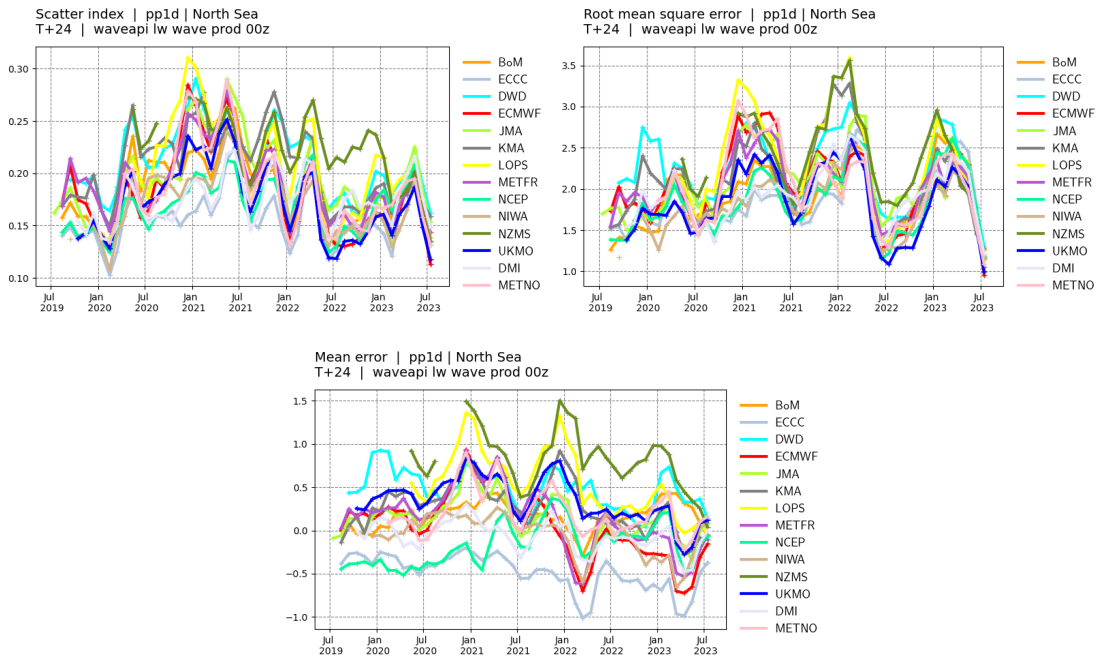 Scatter index | pp1d | North Sea
T+24 | waveapi lw wave prod 00z
0.30
0.25
0.20
0.15
0.10
Jul
2019
Jan
2020
Jul
2020
Jan
2021
Jul
2021
Jan
2022
Jul
2022
Jan
2023
Jul
2023
BoM
ECCC
DWD
ECMWF
JMA
KMA
LOPS
METFR
NCEP
NIWA
NZMS
UKMO
DMI
METNO
Root mean square error | pp1d | North Sea
T+24 | waveapi lw wave prod 00z
3.5
3.0
2.5
2.0
1.5
1.0
Jul
2019
Jan
2020
Jul
2020
Jan
2021
Jul
2021
Jan
2022
Jul
2022
Jan
2023
Jul
2023
BoM
ECCC
DWD
ECMWF
JMA
KMA
LOPS
METFR
NCEP
NIWA
NZMS
UKMO
DMI
METNO
Mean error | pp1d | North Sea
T+24 | waveapi lw wave prod 00z
1.5
1.0
0.5
0.0
−0.5
−1.0
Jul
2019
Jan
2020
Jul
2020
Jan
2021
Jul
2021
Jan
2022
Jul
2022
Jan
2023
Jul
2023
BoM
ECCC
DWD
ECMWF
JMA
KMA
LOPS
METFR
NCEP
NIWA
NZMS
UKMO
DMI
METNO